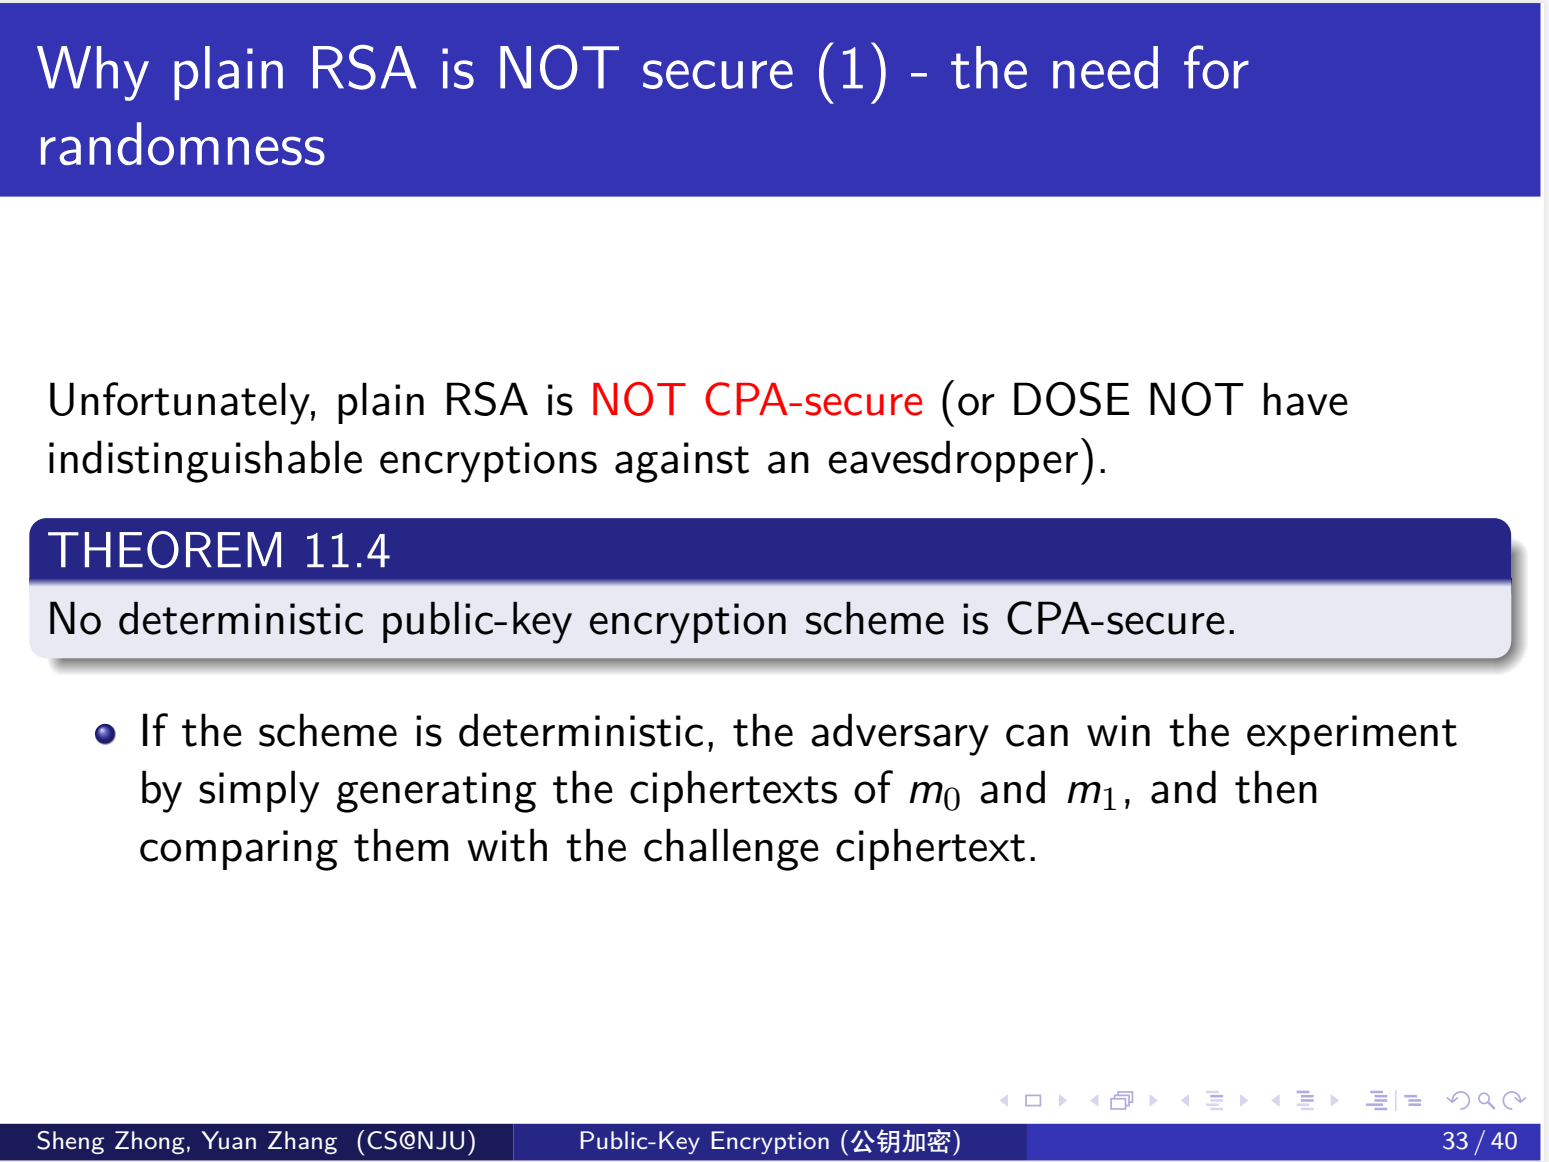 Why plain RSA is NOT secure (1) - the need for
randomness
Unfortunately, plain RSA is NOT CPA-secure (or DOSE NOT have
indistinguishable encryptions against an eavesdropper).
THEOREM 11.4
No deterministic public-key encryption scheme is CPA-secure.
If the scheme is deterministic, the adversary can win the experiment
by simply generating the ciphertexts of m₀ and m₁, and then
comparing them with the challenge ciphertext.
Sheng Zhong, Yuan Zhang (CS@NJU)
Public-Key Encryption (公钥加密)
33 / 40